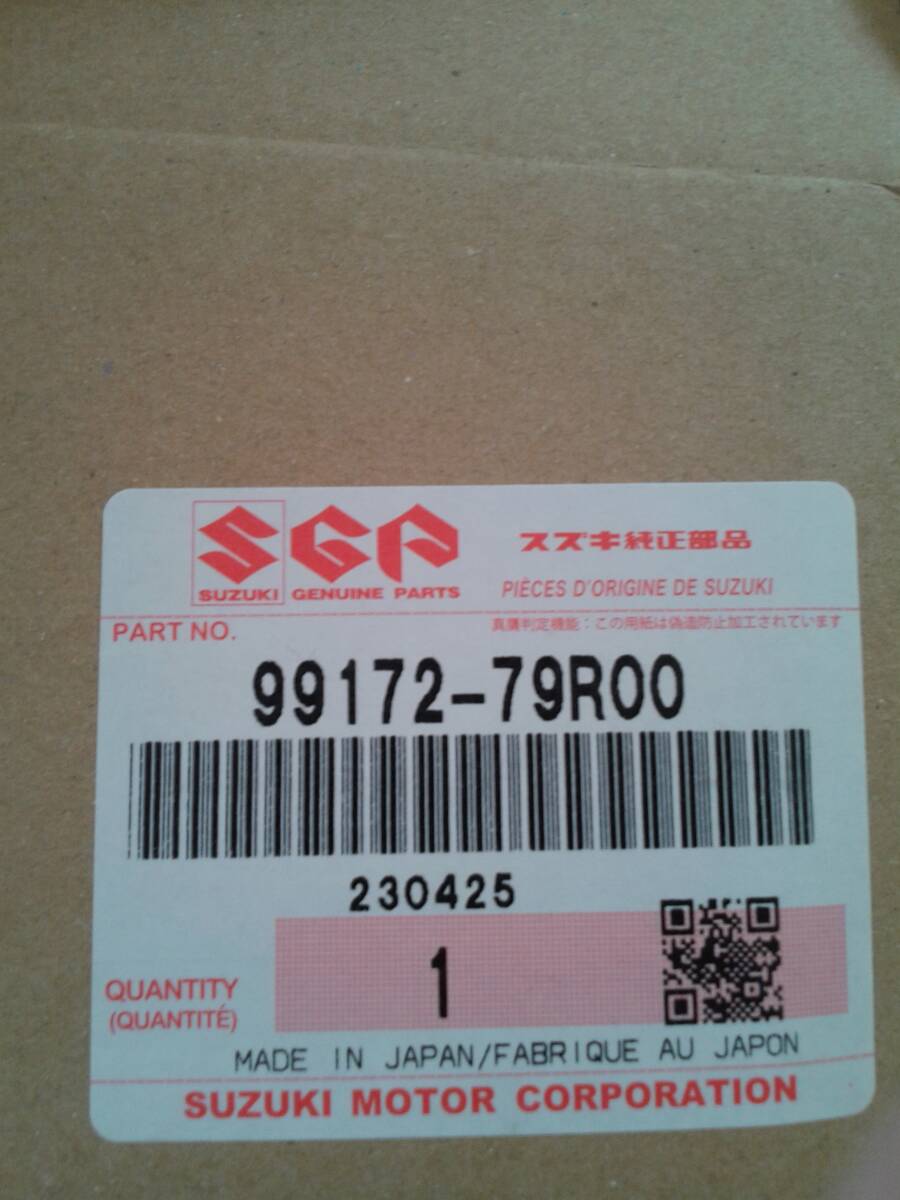 SUZUKI
SGP
GENUINE PARTS
スズキ純正部品
PIÈCES D'ORIGINE DE SUZUKI
PART NO.
真贋判定機能：この用紙は偽造防止加工されています
99172-79R00
230425
QUANTITY
(QUANTITÉ)
1
MADE IN JAPAN/FABRIQUE AU JAPON
SUZUKI MOTOR CORPORATION